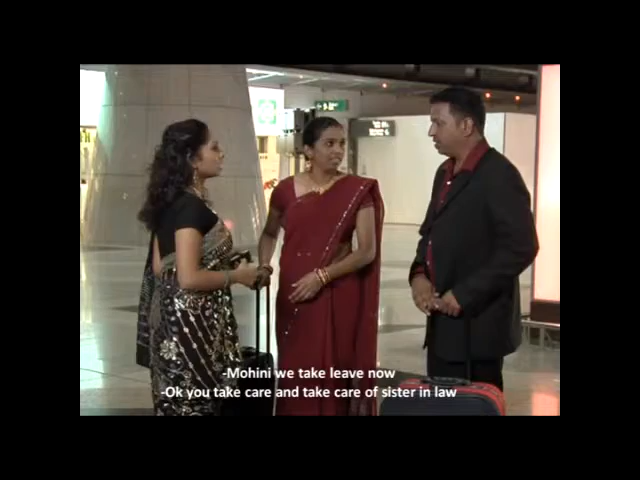 -Mohini we take leave now
-Ok you take care and take care of sister in law